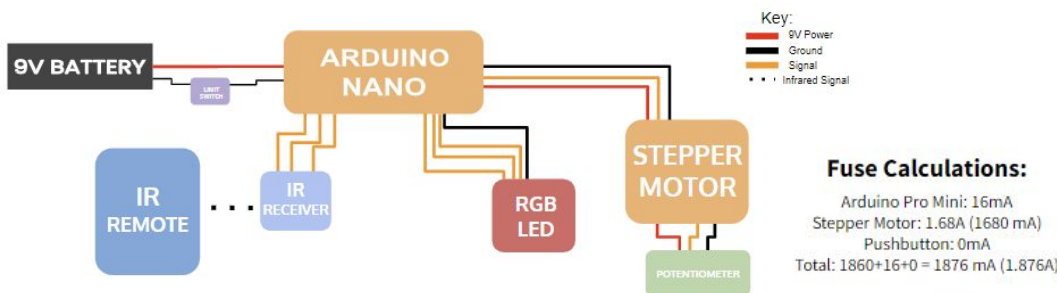 Key:
9V Power
Ground
Signal
Infrared Signal
9V BATTERY
LIMIT
SWITCH
ARDUINO
NANO
IR
REMOTE
IR
RECEIVER
RGB
LED
STEPPER
MOTOR
POTENTIOMETER
Fuse Calculations:
Arduino Pro Mini: 16mA
Stepper Motor: 1.68A (1680 mA)
Pushbutton: 0mA
Total: 1860+16+0 = 1876 mA (1.876A)